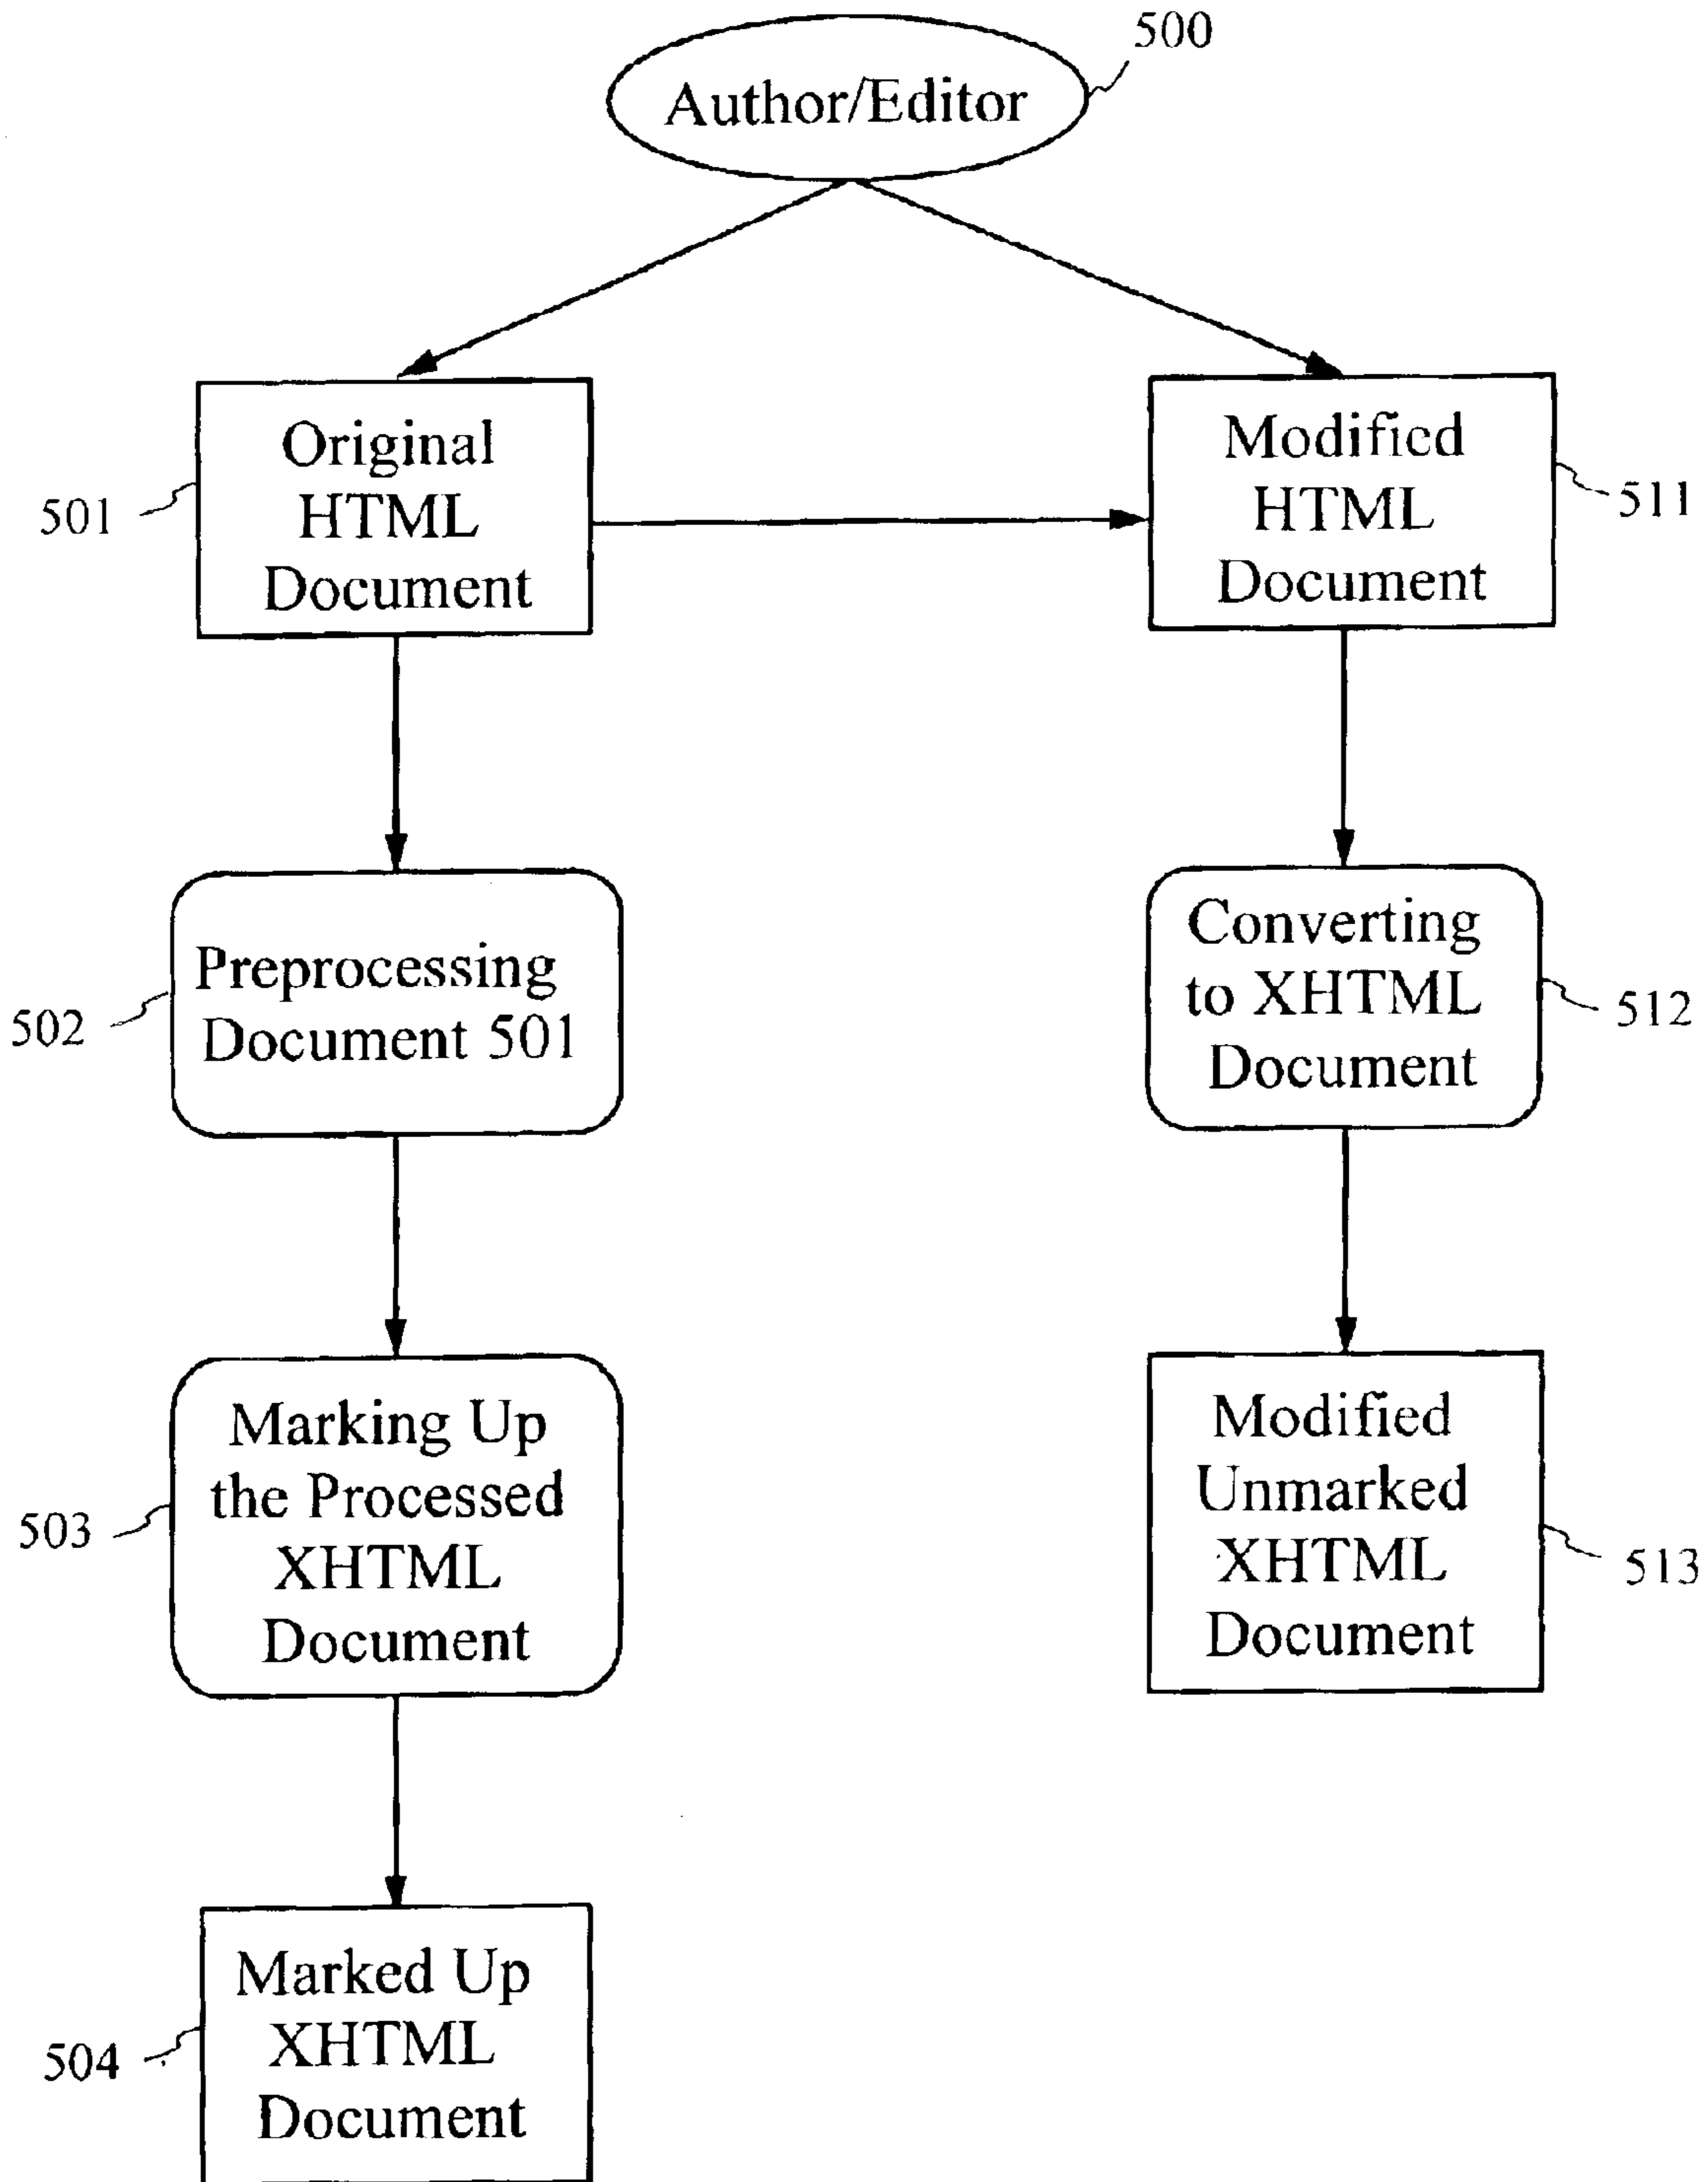 500
Author/Editor
Original
HTML
Document
501
Modified
HTML
Document
511
Preprocessing
Document 501
502
Converting
to XHTML
Document
512
Marking Up
the Processed
XHTML
Document
503
Modified
Unmarked
XHTML
Document
513
Marked Up
XHTML
Document
504